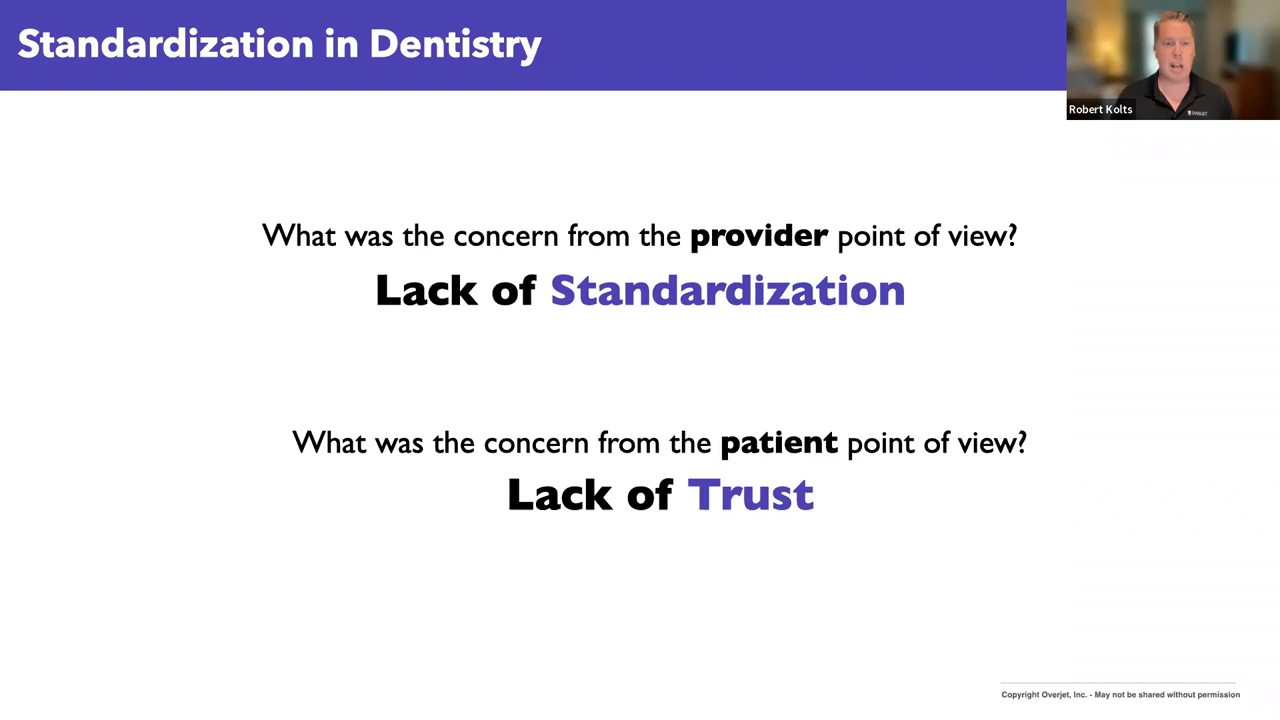 Standardization in Dentistry
Robert Kolts
What was the concern from the provider point of view?
Lack of Standardization
What was the concern from the patient point of view?
Lack of Trust
Copyright Overjet, Inc. - May not be shared without permission